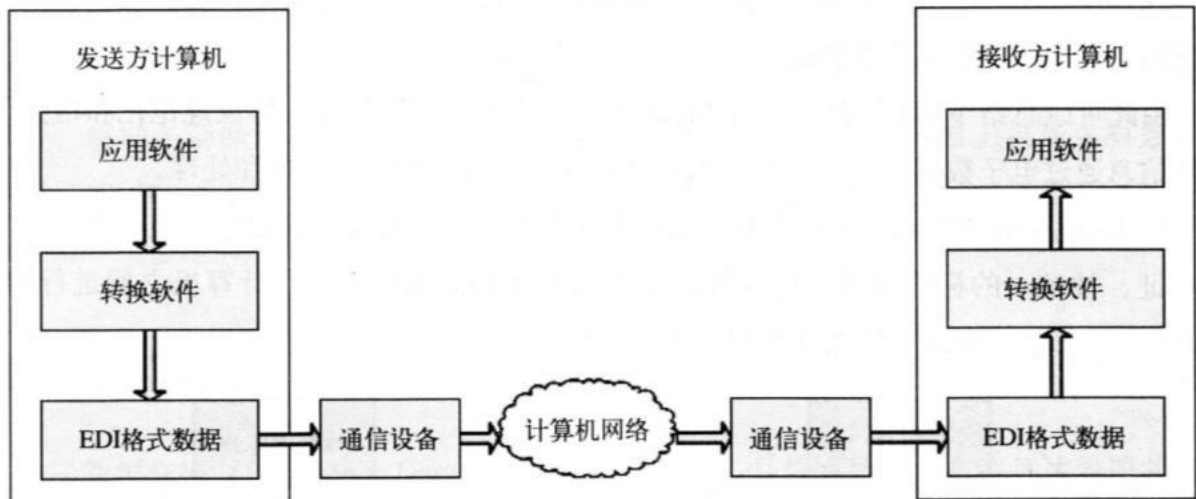 发送方计算机
应用软件
转换软件
EDI格式数据
通信设备
计算机网络
通信设备
接收方计算机
应用软件
转换软件
EDI格式数据